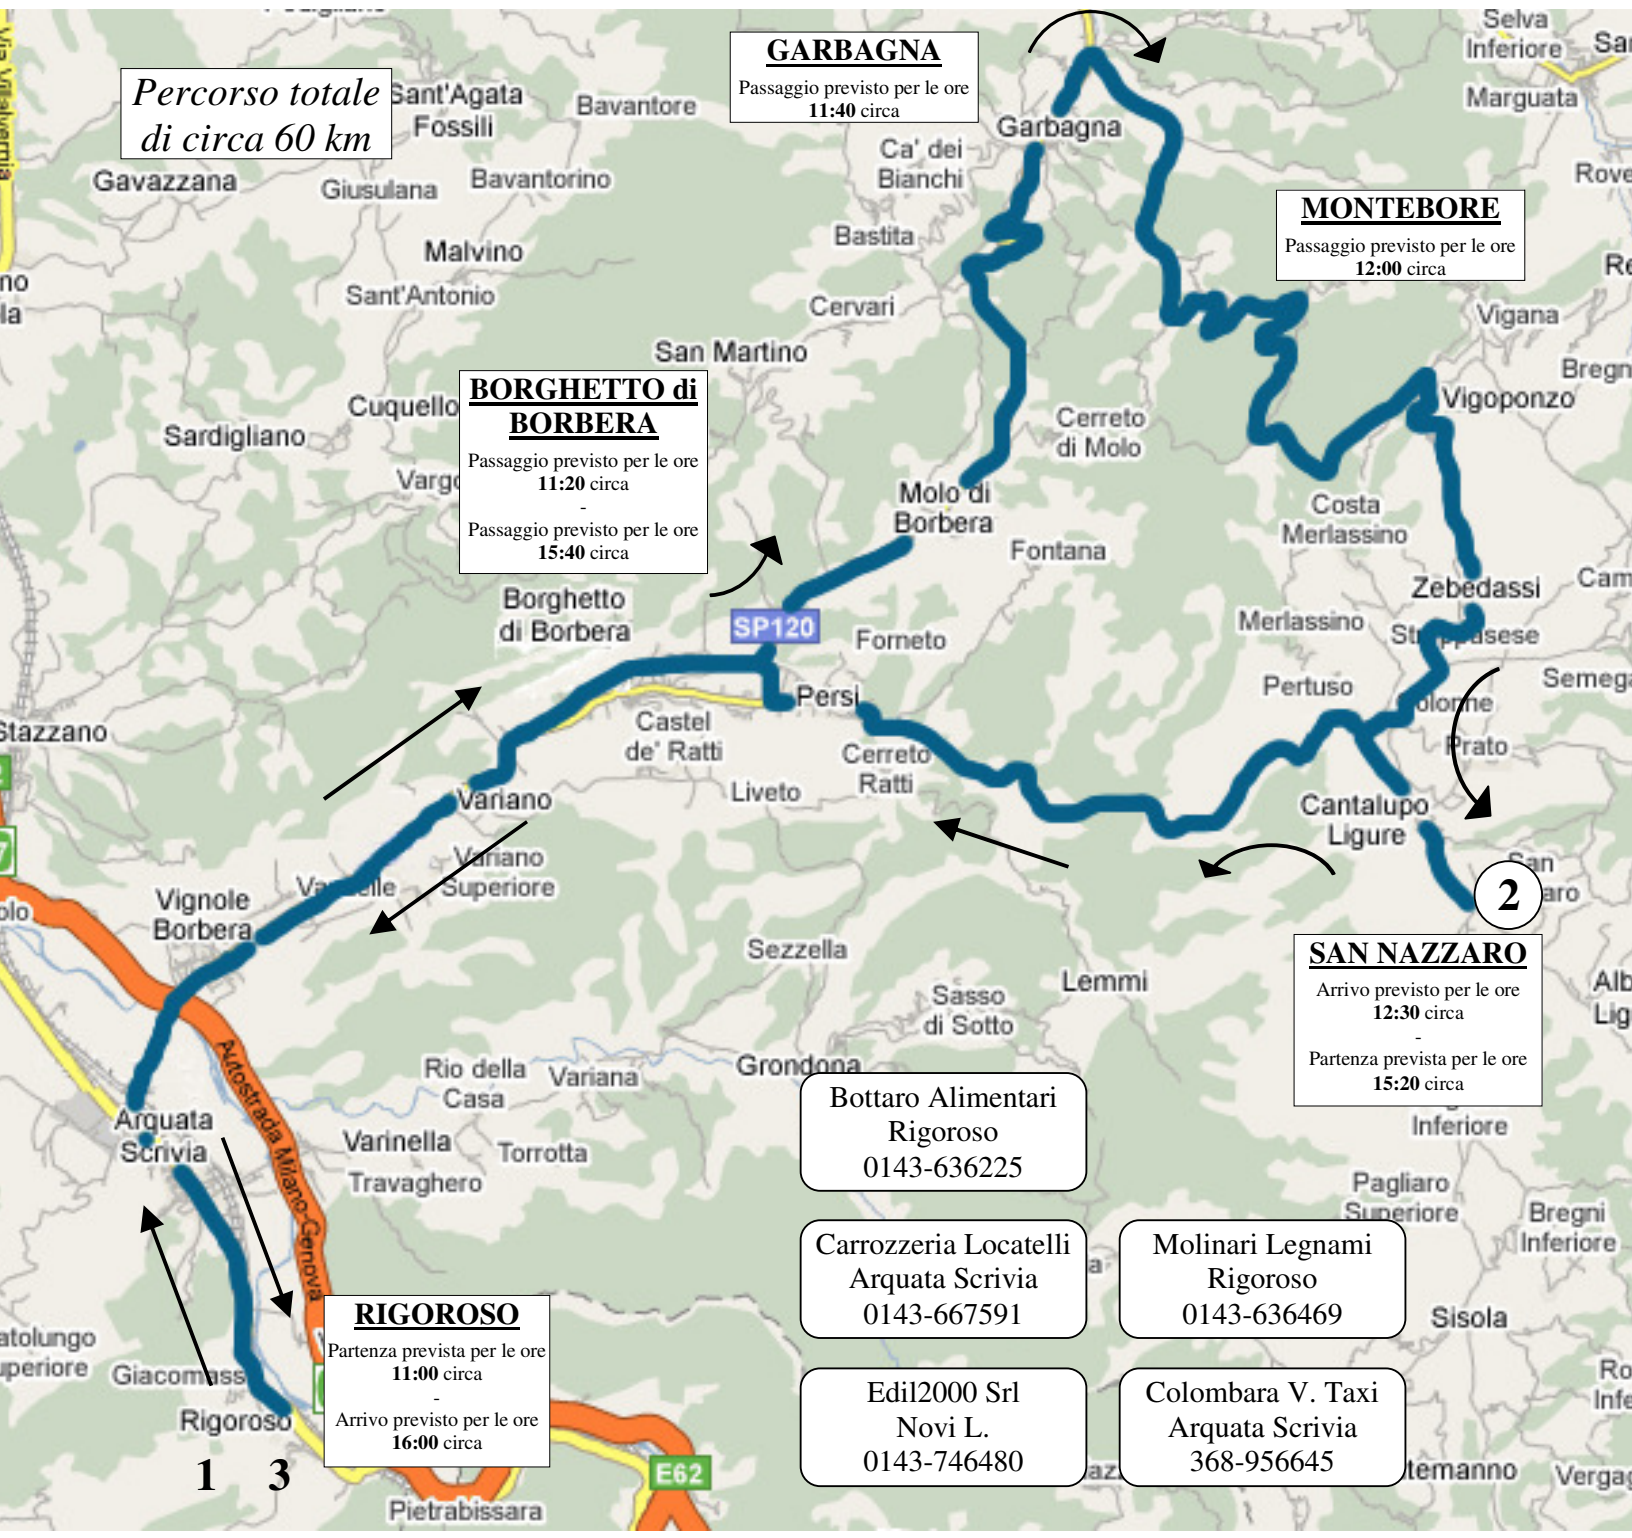 Percorso totale
di circa 60 km
GARBAGNA
Passaggio previsto per le ore
11:40 circa
MONTEBORE
Passaggio previsto per le ore
12:00 circa
BORGHETTO di
BORBERA
Passaggio previsto per le ore
11:20 circa
-
Passaggio previsto per le ore
15:40 circa
SAN NAZZARO
Arrivo previsto per le ore
12:30 circa
-
Partenza prevista per le ore
15:20 circa
RIGOROSO
Partenza prevista per le ore
11:00 circa
-
Arrivo previsto per le ore
16:00 circa
1 3
2
Bottaro Alimentari
Rigoroso
0143-636225
Carrozzeria Locatelli
Arquata Scrivia
0143-667591
Molinari Legnami
Rigoroso
0143-636469
Edil2000 Srl
Novi L.
0143-746480
Colombara V. Taxi
Arquata Scrivia
368-956645
Selva
Inferiore
Marguata
Sant'Agata
Fossili
Bavantore
Garbagna
Ca' dei
Bianchi
Gavazzana
Giusulana
Bavantorino
Bastita
Malvino
Sant'Antonio
Cervari
Vigana
San Martino
Cuquello
Vigoponzo
Sardigliano
Cerreto
di Molo
Molo di
Borbera
Costa
Merlassino
Fontana
Zebedassi
Borghetto
di Borbera
SP120
Forneto
Merlassino
Pertuso
Persi
Stazzano
Castel
de' Ratti
Prato
Cerreto
Ratti
Liveto
Variano
Cantalupo
Ligure
Variano
Superiore
Vignole
Borbera
San
Sezzella
Lemmi
Sasso
di Sotto
Autostrada Milano-Genova
Rio della
Casa
Variana
Grondona
Arquata
Scrivia
Varinella
Torrotta
Travaghero
Inferiore
Pagliaro
Superiore
Bregni
Inferiore
Sisola
Rigoroso
E62
Pietrabissara